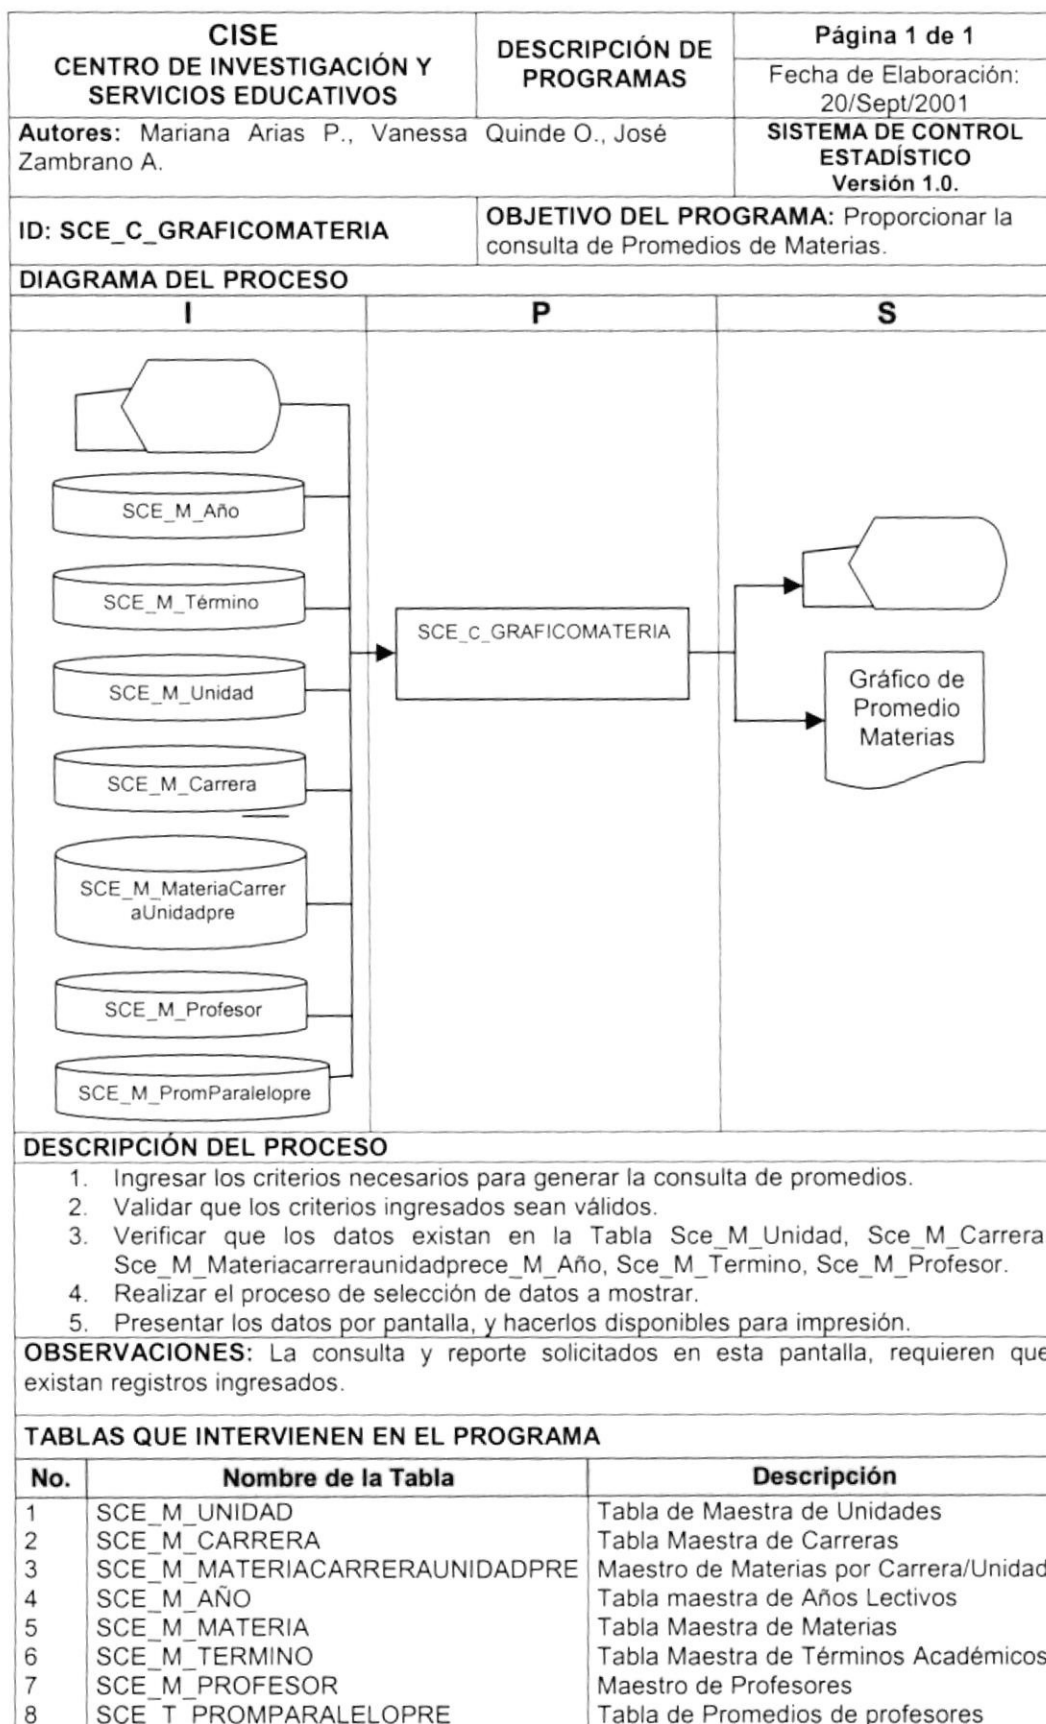 CISE
CENTRO DE INVESTIGACIÓN Y
SERVICIOS EDUCATIVOS
DESCRIPCIÓN DE
PROGRAMAS
Página 1 de 1
Fecha de Elaboración:
20/Sept/2001
Autores: Mariana Arias P., Vanessa Quinde O., José
Zambrano A.
SISTEMA DE CONTROL
ESTADÍSTICO
Versión 1.0.
ID: SCE_C_GRAFICOMATERIA
OBJETIVO DEL PROGRAMA: Proporcionar la
consulta de Promedios de Materias.
DIAGRAMA DEL PROCESO
I P S
SCE_M_Año
SCE_M_Término
SCE_M_Unidad
SCE_M_Carrera
SCE_M_MateriaCarrer
aUnidadpre
SCE_M_Profesor
SCE_M_PromParalelopre
SCE_c_GRAFICOMATERIA
Gráfico de
Promedio
Materias
DESCRIPCIÓN DEL PROCESO
1. Ingresar los criterios necesarios para generar la consulta de promedios.
2. Validar que los criterios ingresados sean válidos.
3. Verificar que los datos existan en la Tabla Sce_M_Unidad, Sce_M_Carrera
Sce_M_Materiacarreraunidadprece_M_Año, Sce_M_Termino, Sce_M_Profesor.
4. Realizar el proceso de selección de datos a mostrar.
5. Presentar los datos por pantalla, y hacerlos disponibles para impresión.
OBSERVACIONES: La consulta y reporte solicitados en esta pantalla, requieren que
existan registros ingresados.
TABLAS QUE INTERVIENEN EN EL PROGRAMA
No. Nombre de la Tabla Descripción
1 SCE_M_UNIDAD Tabla de Maestra de Unidades
2 SCE_M_CARRERA Tabla Maestra de Carreras
3 SCE_M_MATERIACARRERAUNIDADPRE Maestro de Materias por Carrera/Unidad
4 SCE_M_AÑO Tabla maestra de Años Lectivos
5 SCE_M_MATERIA Tabla Maestra de Materias
6 SCE_M_TERMINO Tabla Maestra de Términos Académicos
7 SCE_M_PROFESOR Maestro de Profesores
8 SCE_T_PROMPARALELOPRE Tabla de Promedios de profesores